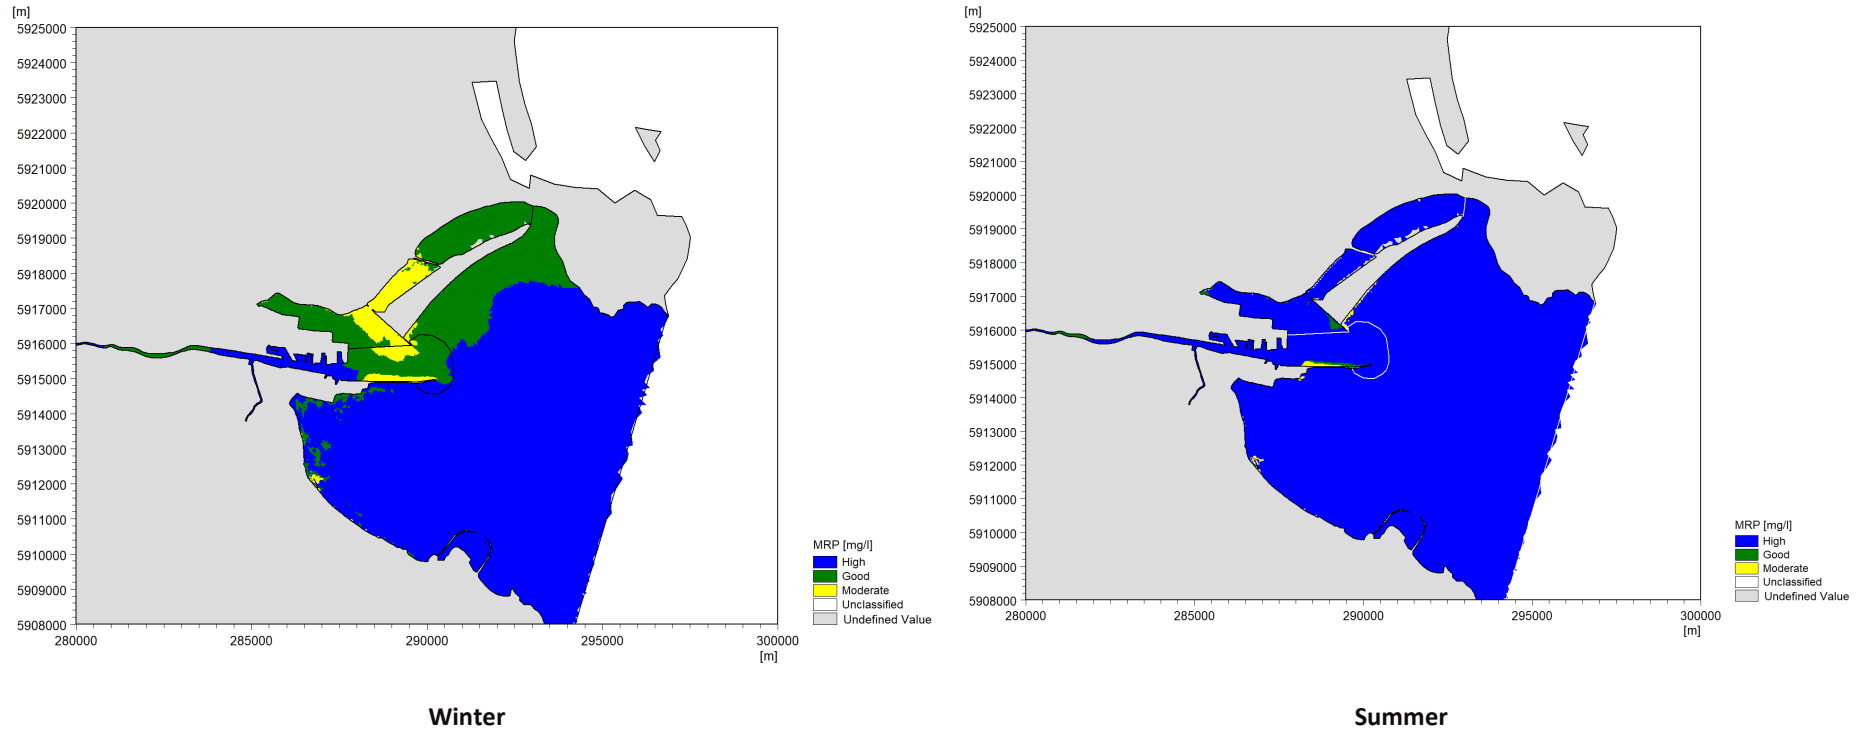 [m]
5925000
5924000
5923000
5922000
5921000
5920000
5919000
5918000
5917000
5916000
5915000
5914000
5913000
5912000
5911000
5910000
5909000
5908000
280000 285000 290000 295000 300000
[m]
MRP [mg/l]
High
Good
Moderate
Unclassified
Undefined Value
Winter
[m]
5925000
5924000
5923000
5922000
5921000
5920000
5919000
5918000
5917000
5916000
5915000
5914000
5913000
5912000
5911000
5910000
5909000
5908000
280000 285000 290000 295000 300000
[m]
MRP [mg/l]
High
Good
Moderate
Unclassified
Undefined Value
Summer